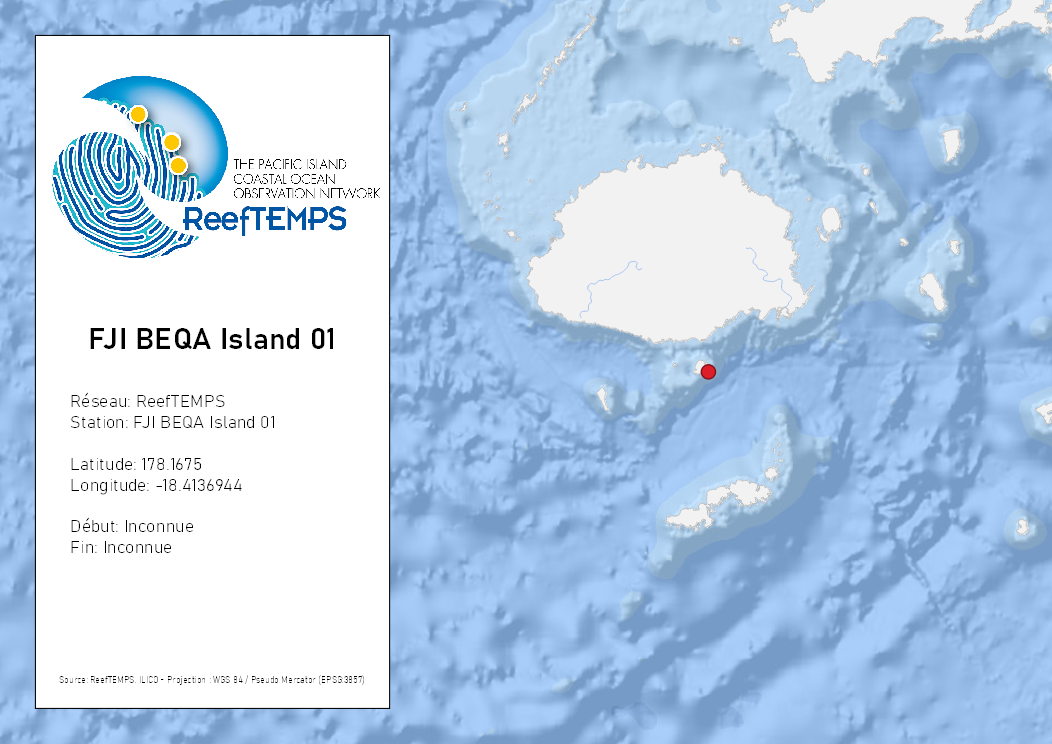 THE PACIFIC ISLAND
COASTAL OCEAN
OBSERVATION NETWORK
ReefTEMPS
FJI BEQA Island 01
Réseau: ReefTEMPS
Station: FJI BEQA Island 01
Latitude: 178.1675
Longitude: -18.4136944
Début: Inconnue
Fin: Inconnue
Source: ReefTEMPS, ILICO - Projection : WGS 84 / Pseudo Mercator (EPSG:3857)